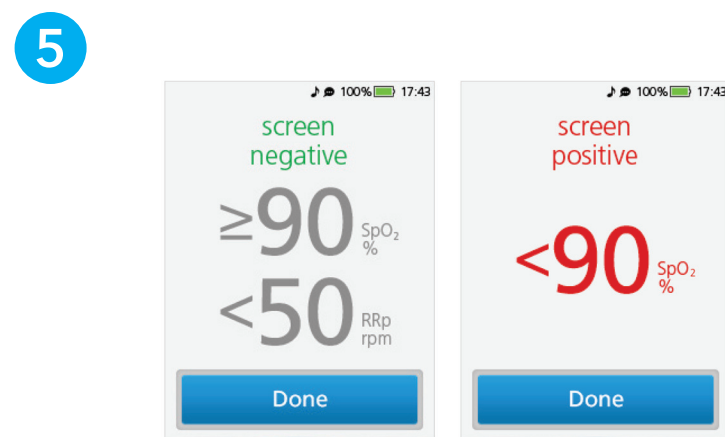 5
100% 17:43
screen
negative
≥90 SpO₂
%
<50 RRp
rpm
Done
100% 17:43
screen
positive
<90 SpO₂
%
Done